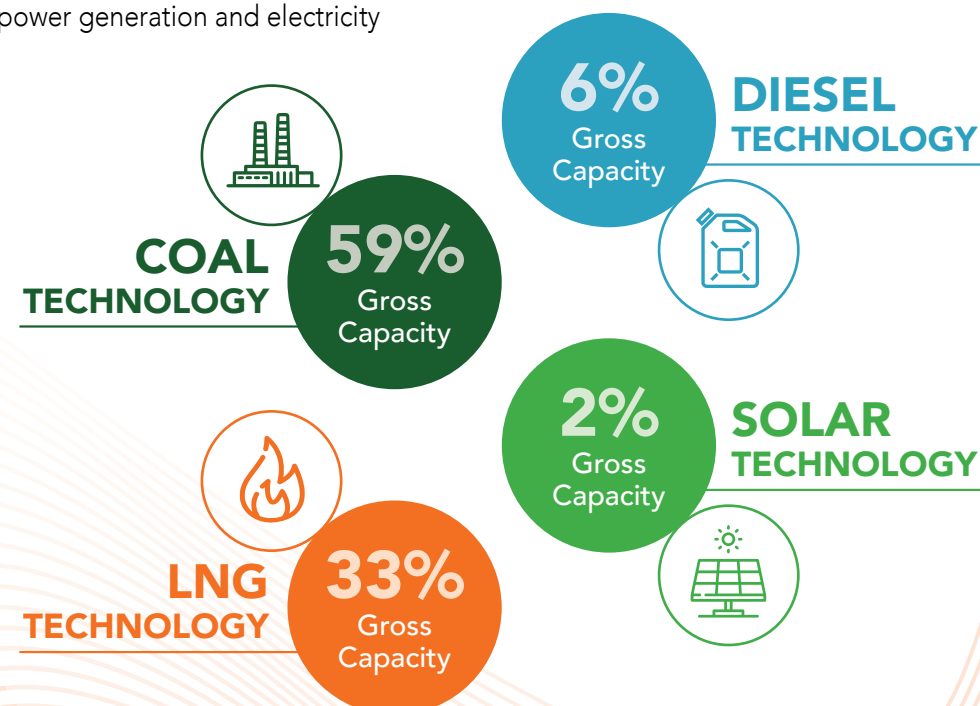 power generation and electricity
6%
Gross
Capacity
DIESEL
TECHNOLOGY
COAL
TECHNOLOGY
59%
Gross
Capacity
2%
Gross
Capacity
SOLAR
TECHNOLOGY
LNG
TECHNOLOGY
33%
Gross
Capacity